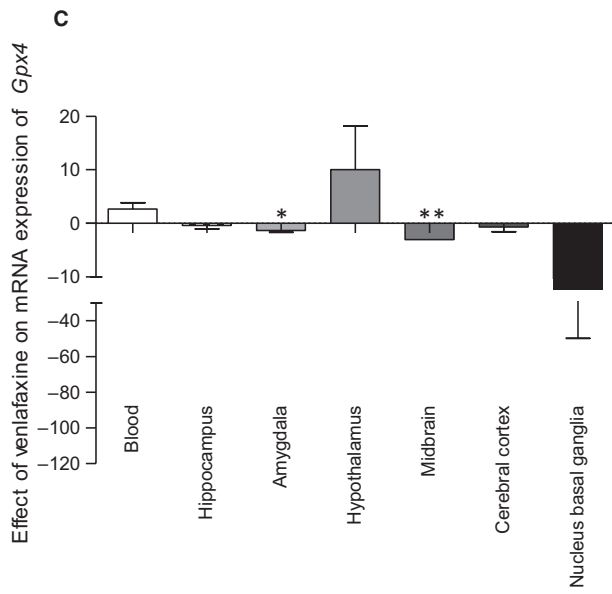 C
Effect of venlafaxine on mRNA expression of Gpx4
20
10
0
−10
−40
−60
−80
−100
−120
*
**
Blood
Hippocampus
Amygdala
Hypothalamus
Midbrain
Cerebral cortex
Nucleus basal ganglia